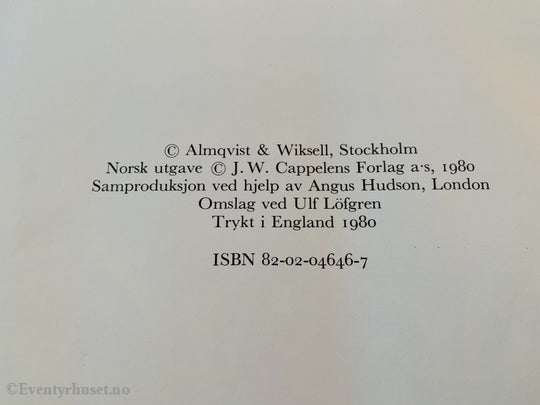 © Almqvist & Wiksell, Stockholm
Norsk utgave © J. W. Cappelens Forlag a·s, 1980
Samproduksjon ved hjelp av Angus Hudson, London
Omslag ved Ulf Löfgren
Trykt i England 1980
ISBN 82-02-04646-7
©Eventyrhuset.no